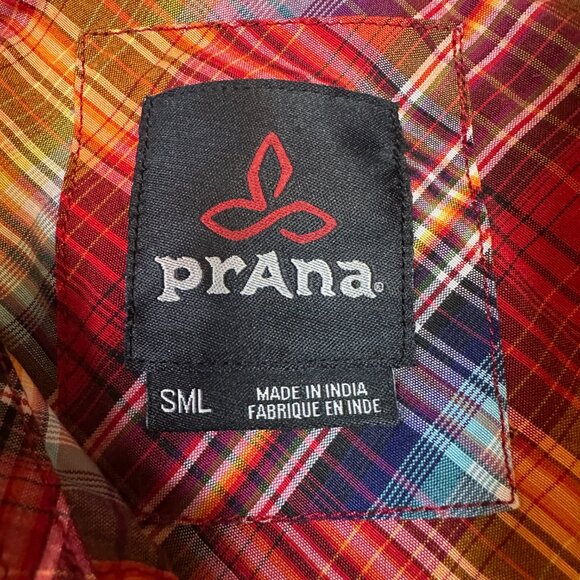 prAna®
SML
MADE IN INDIA
FABRIQUE EN INDE